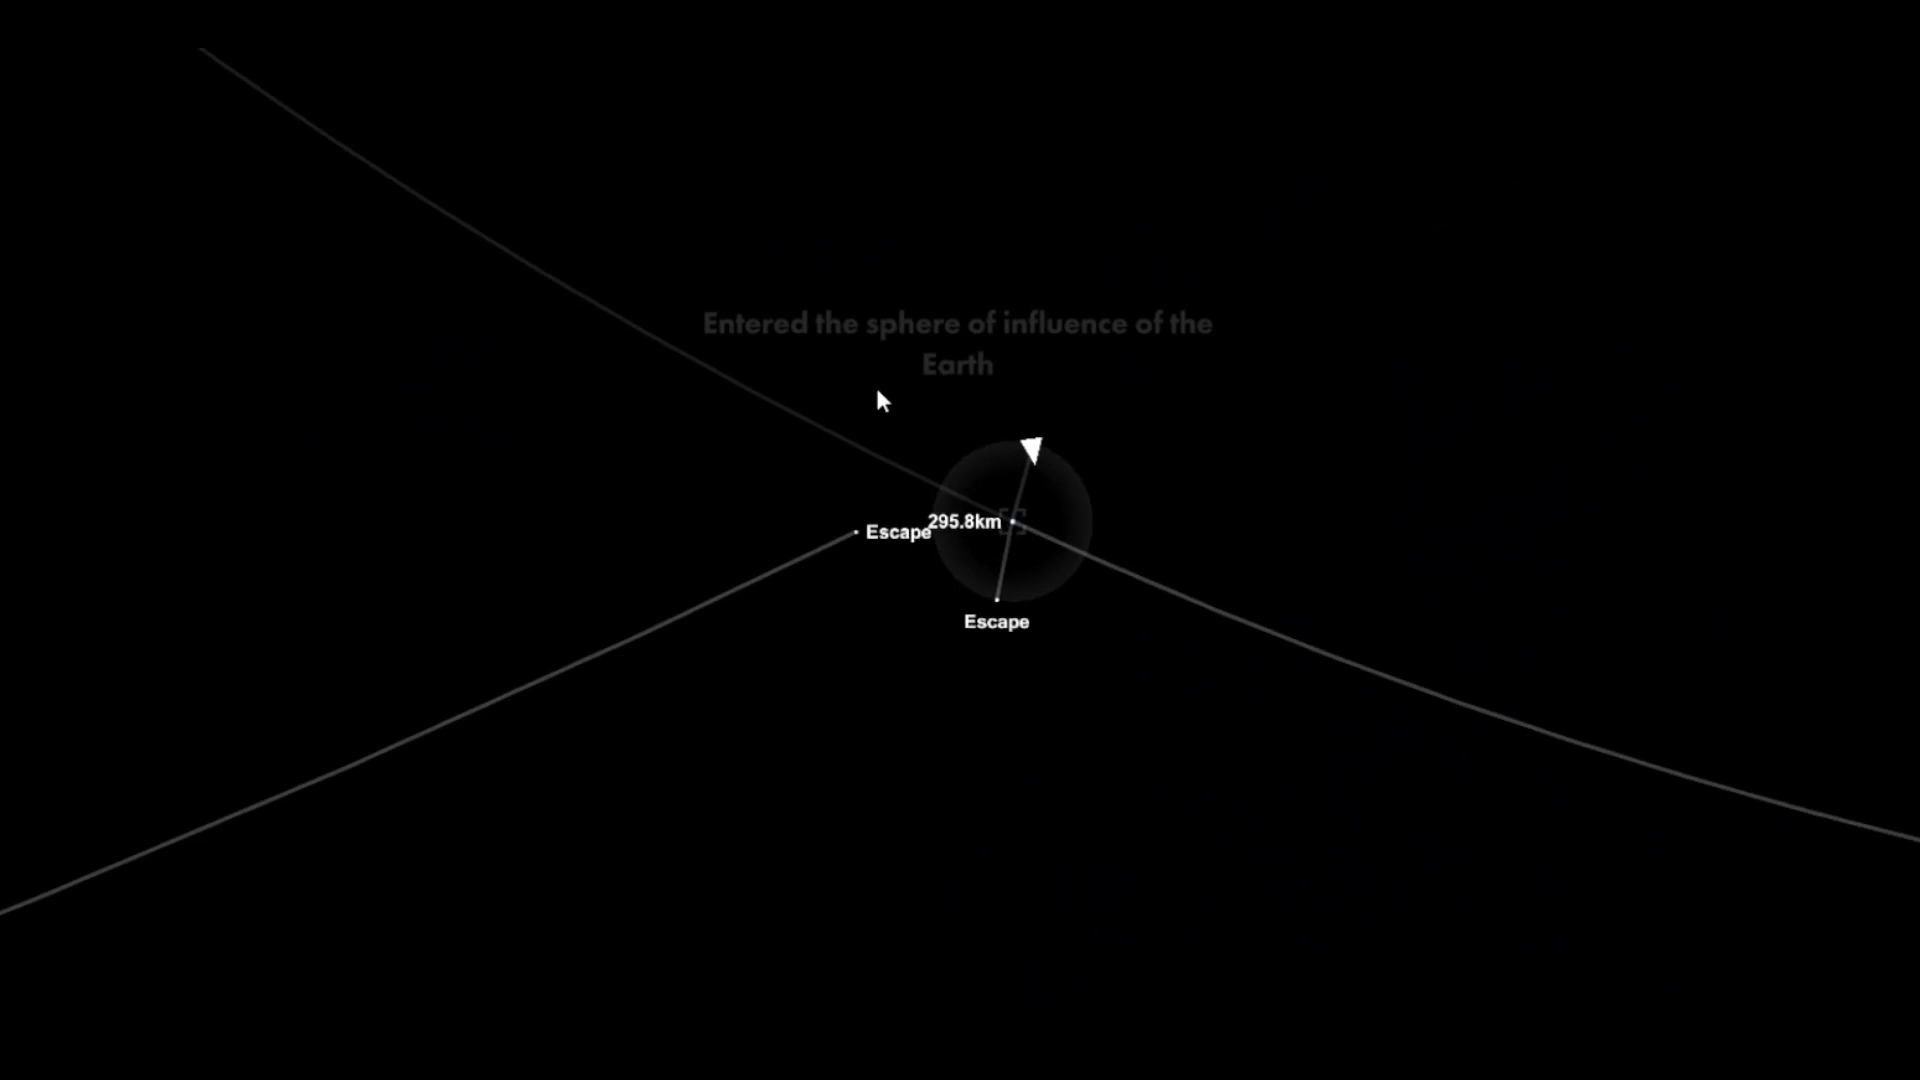 Entered the sphere of influence of the
Earth
295.8km
Escape
Escape